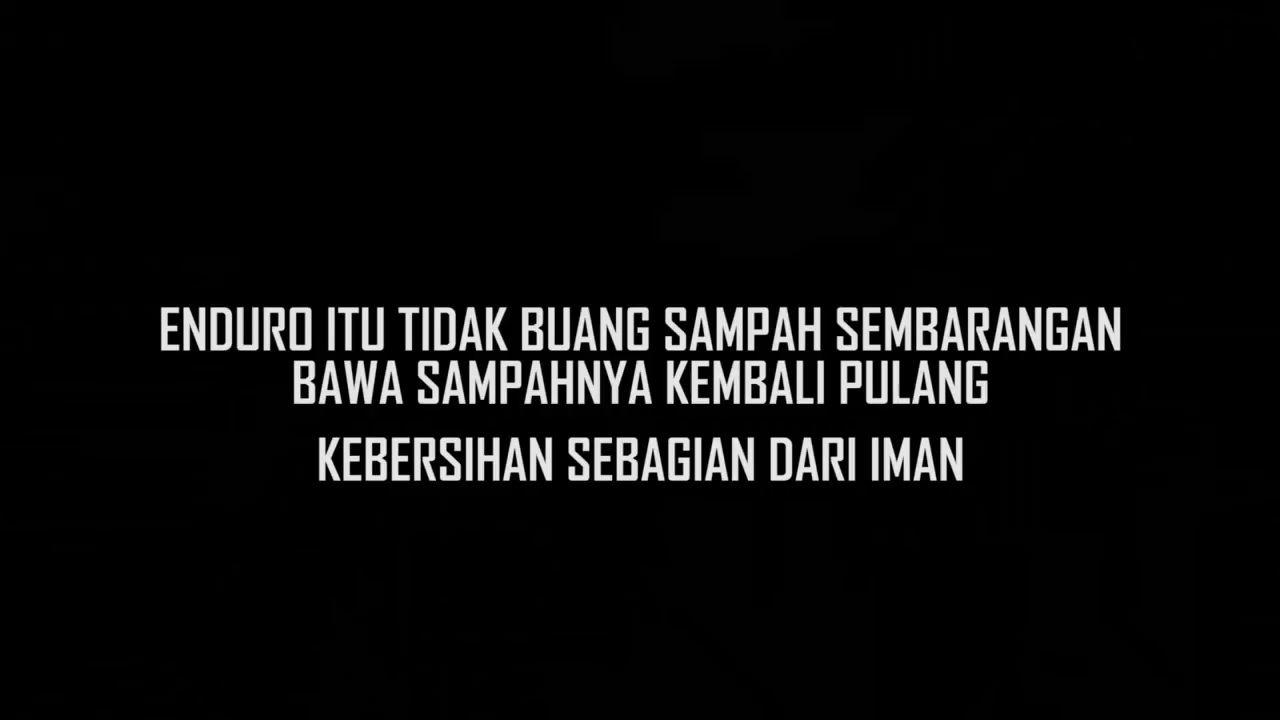 ENDURO ITU TIDAK BUANG SAMPAH SEMBARANGAN
BAWA SAMPAHNYA KEMBALI PULANG
KEBERSIHAN SEBAGIAN DARI IMAN